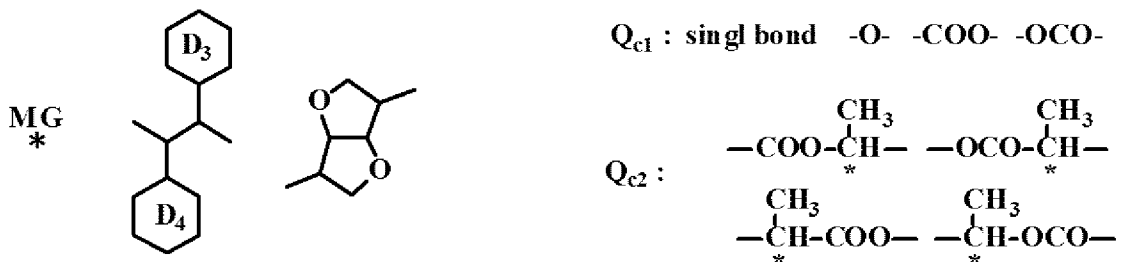 MG
*
D3
D4
O
O
Qc1 : singl bond -O- -COO- -OCO-
Qc2 :
CH3 CH3
—COO—CH— —OCO—CH—
* *
CH3 CH3
—CH—COO— —CH—OCO—
* *